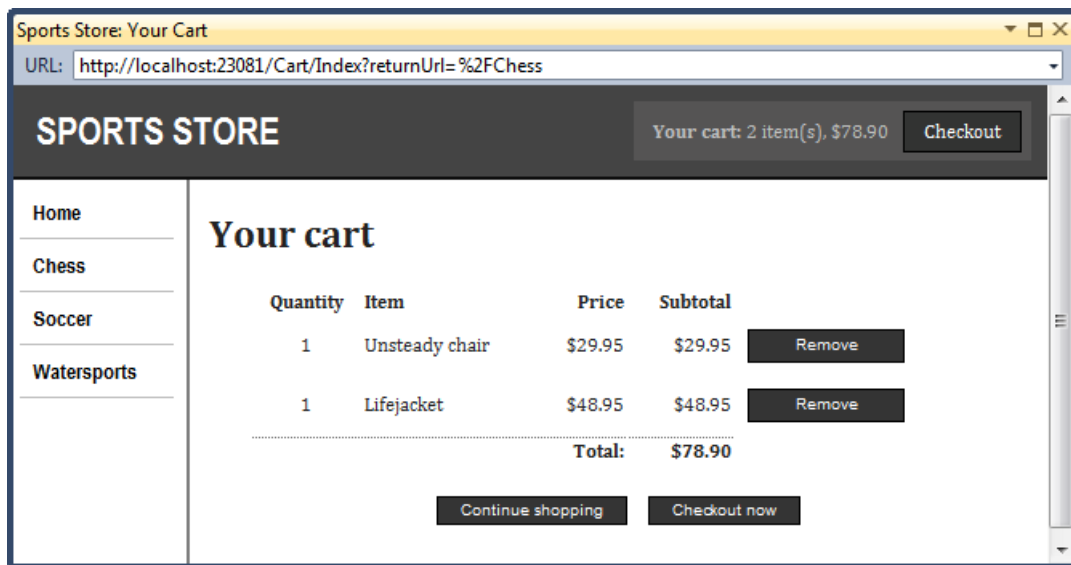 Sports Store: Your Cart
URL: http://localhost:23081/Cart/Index?returnUrl=%2FChess
SPORTS STORE
Your cart: 2 item(s), $78.90 Checkout
Home
Chess
Soccer
Watersports
Your cart
Quantity Item Price Subtotal
1 Unsteady chair $29.95 $29.95 Remove
1 Lifejacket $48.95 $48.95 Remove
Total: $78.90
Continue shopping Checkout now